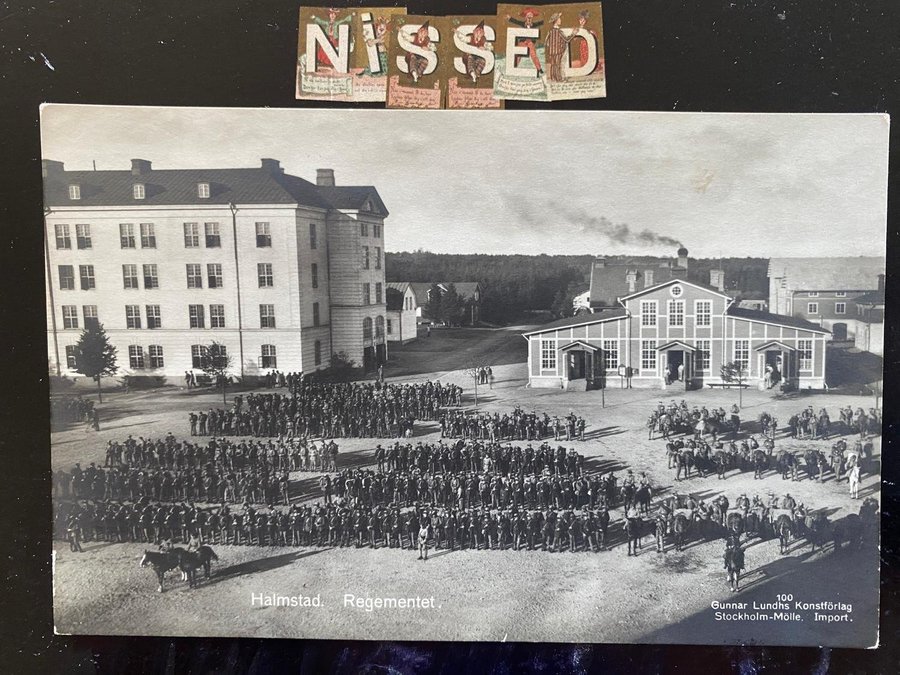 NiSSED
Halmstad. Regementet.
100
Gunnar Lundhs Konstförlag
Stockholm-Mölle. Import.